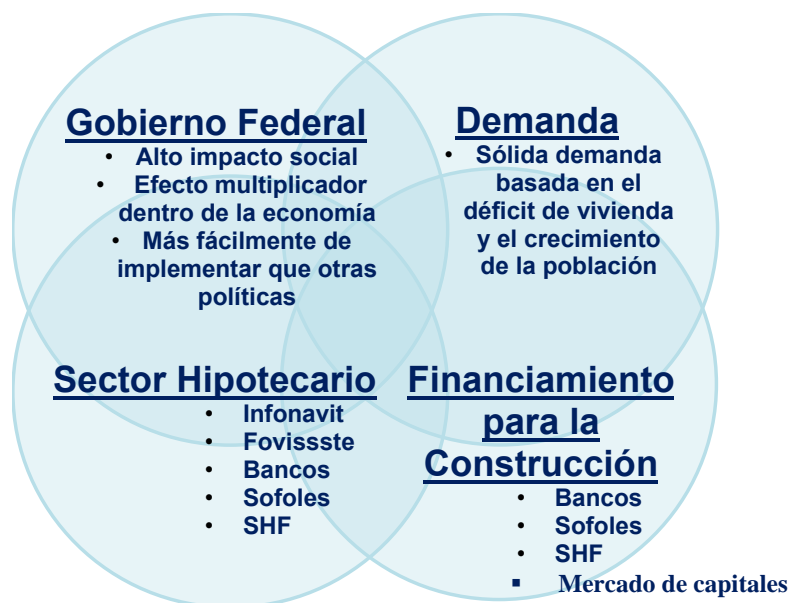 Gobierno Federal
• Alto impacto social
• Efecto multiplicador
dentro de la economía
• Más fácilmente de
implementar que otras
políticas
Demanda
• Sólida demanda
basada en el
déficit de vivienda
y el crecimiento
de la población
Sector Hipotecario
• Infonavit
• Fovissste
• Bancos
• Sofoles
• SHF
Financiamiento
para la
Construcción
• Bancos
• Sofoles
• SHF
▪ Mercado de capitales